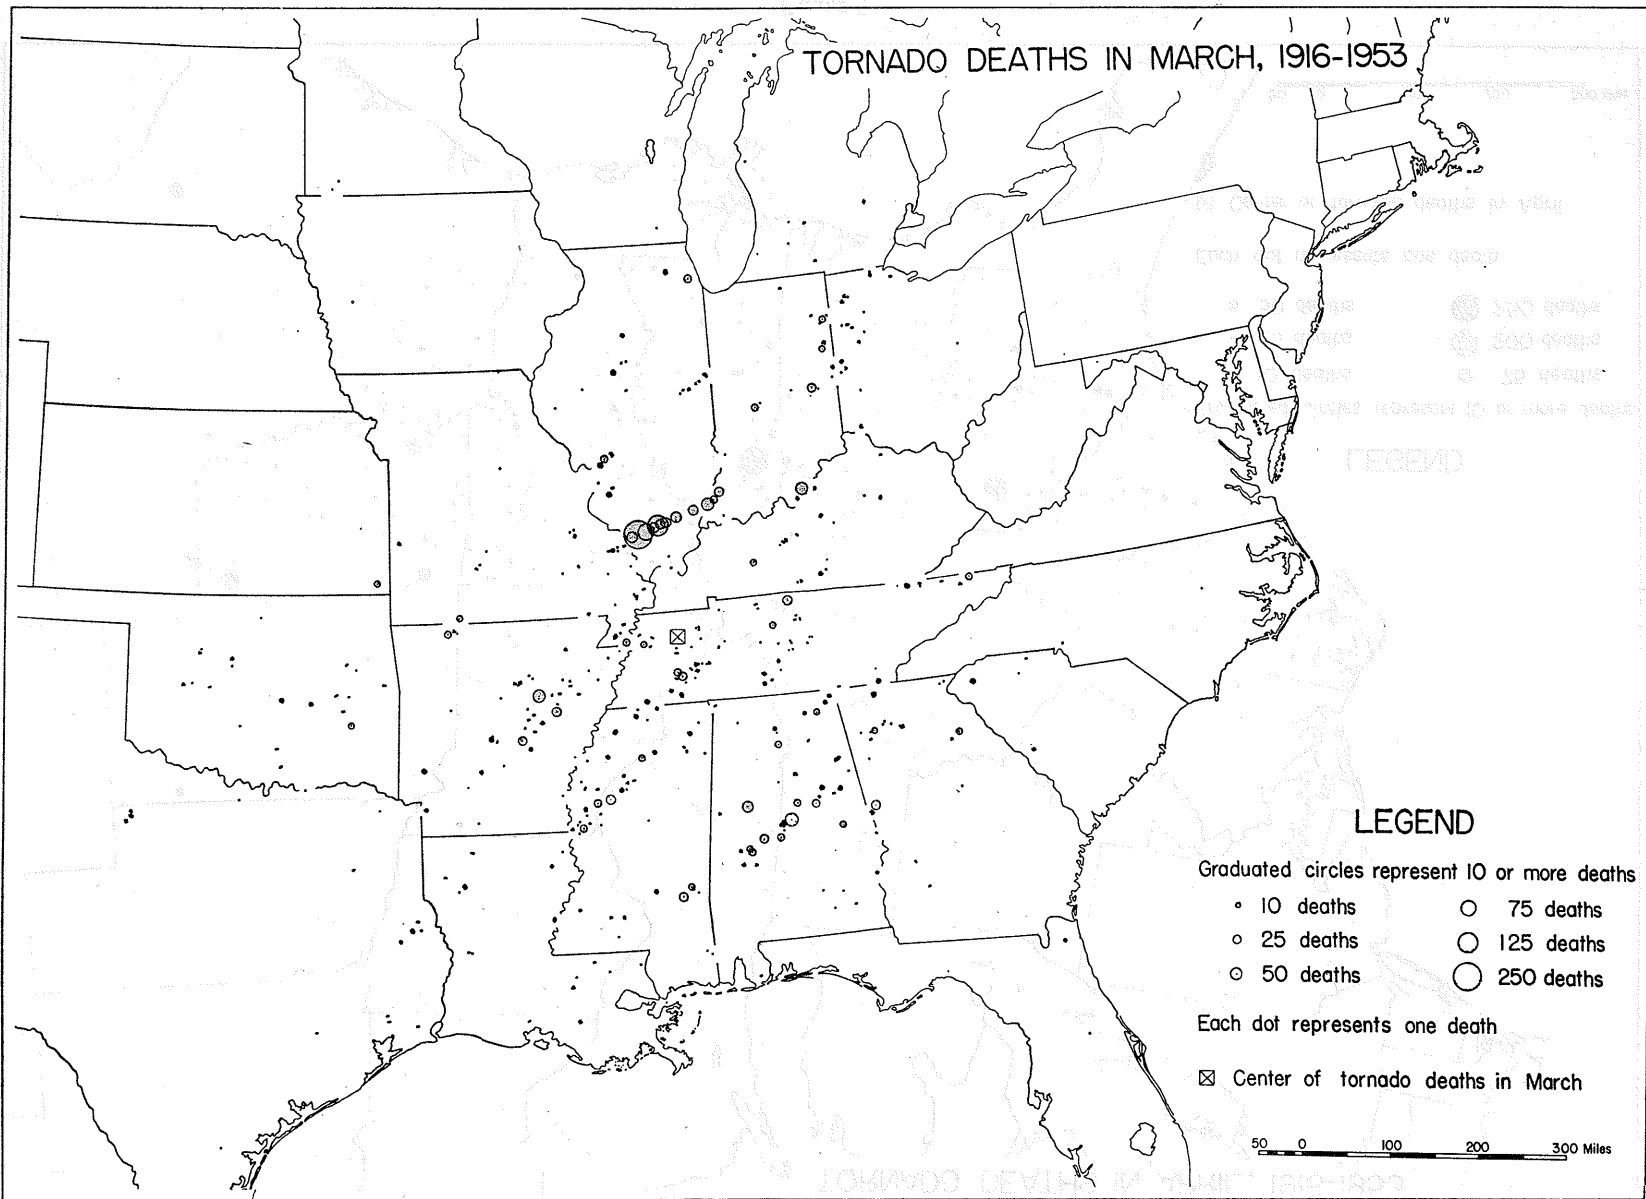 TORNADO DEATHS IN MARCH, 1916-1953
LEGEND
Graduated circles represent 10 or more deaths
10 deaths
75 deaths
25 deaths
125 deaths
50 deaths
250 deaths
Each dot represents one death
Center of tornado deaths in March
50 0 100 200 300 Miles